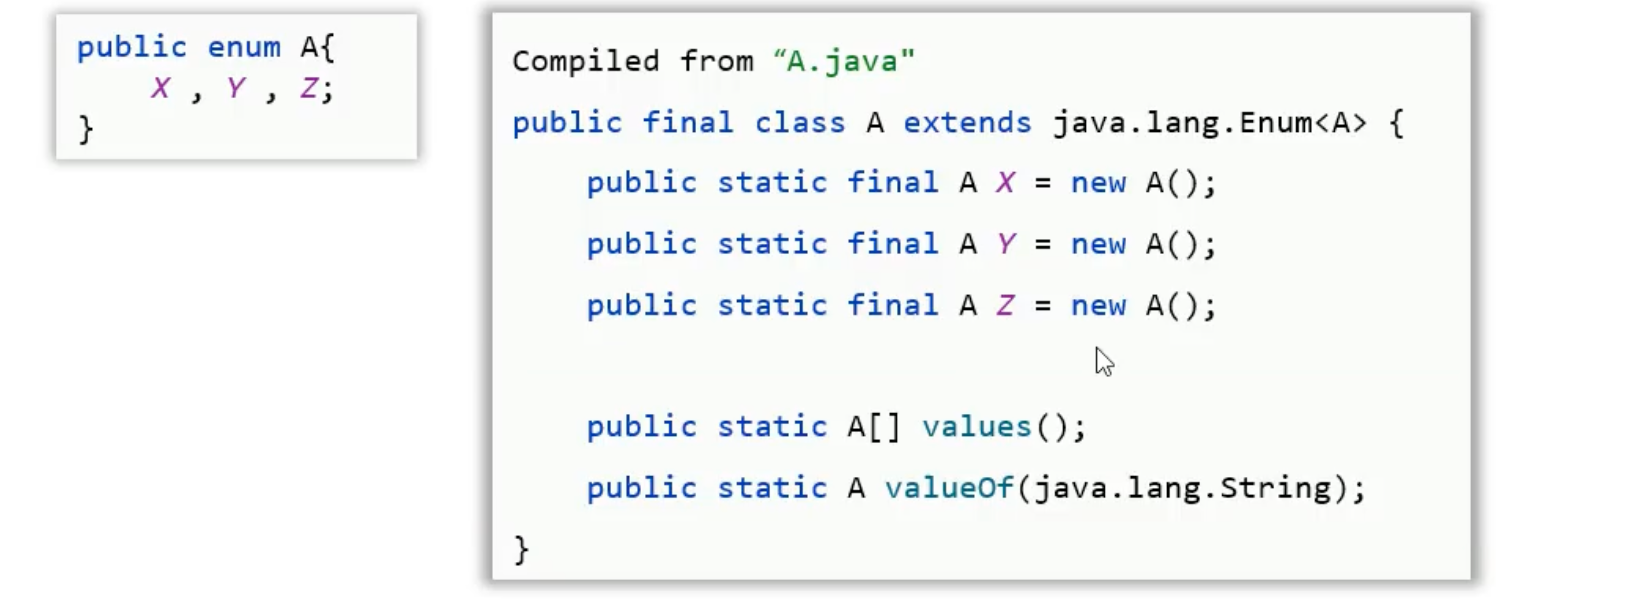 public enum A{
X , Y , Z;
}
Compiled from “A.java"
public final class A extends java.lang.Enum<A> {
public static final A X = new A();
public static final A Y = new A();
public static final A Z = new A();
public static A[] values();
public static A valueOf(java.lang.String);
}